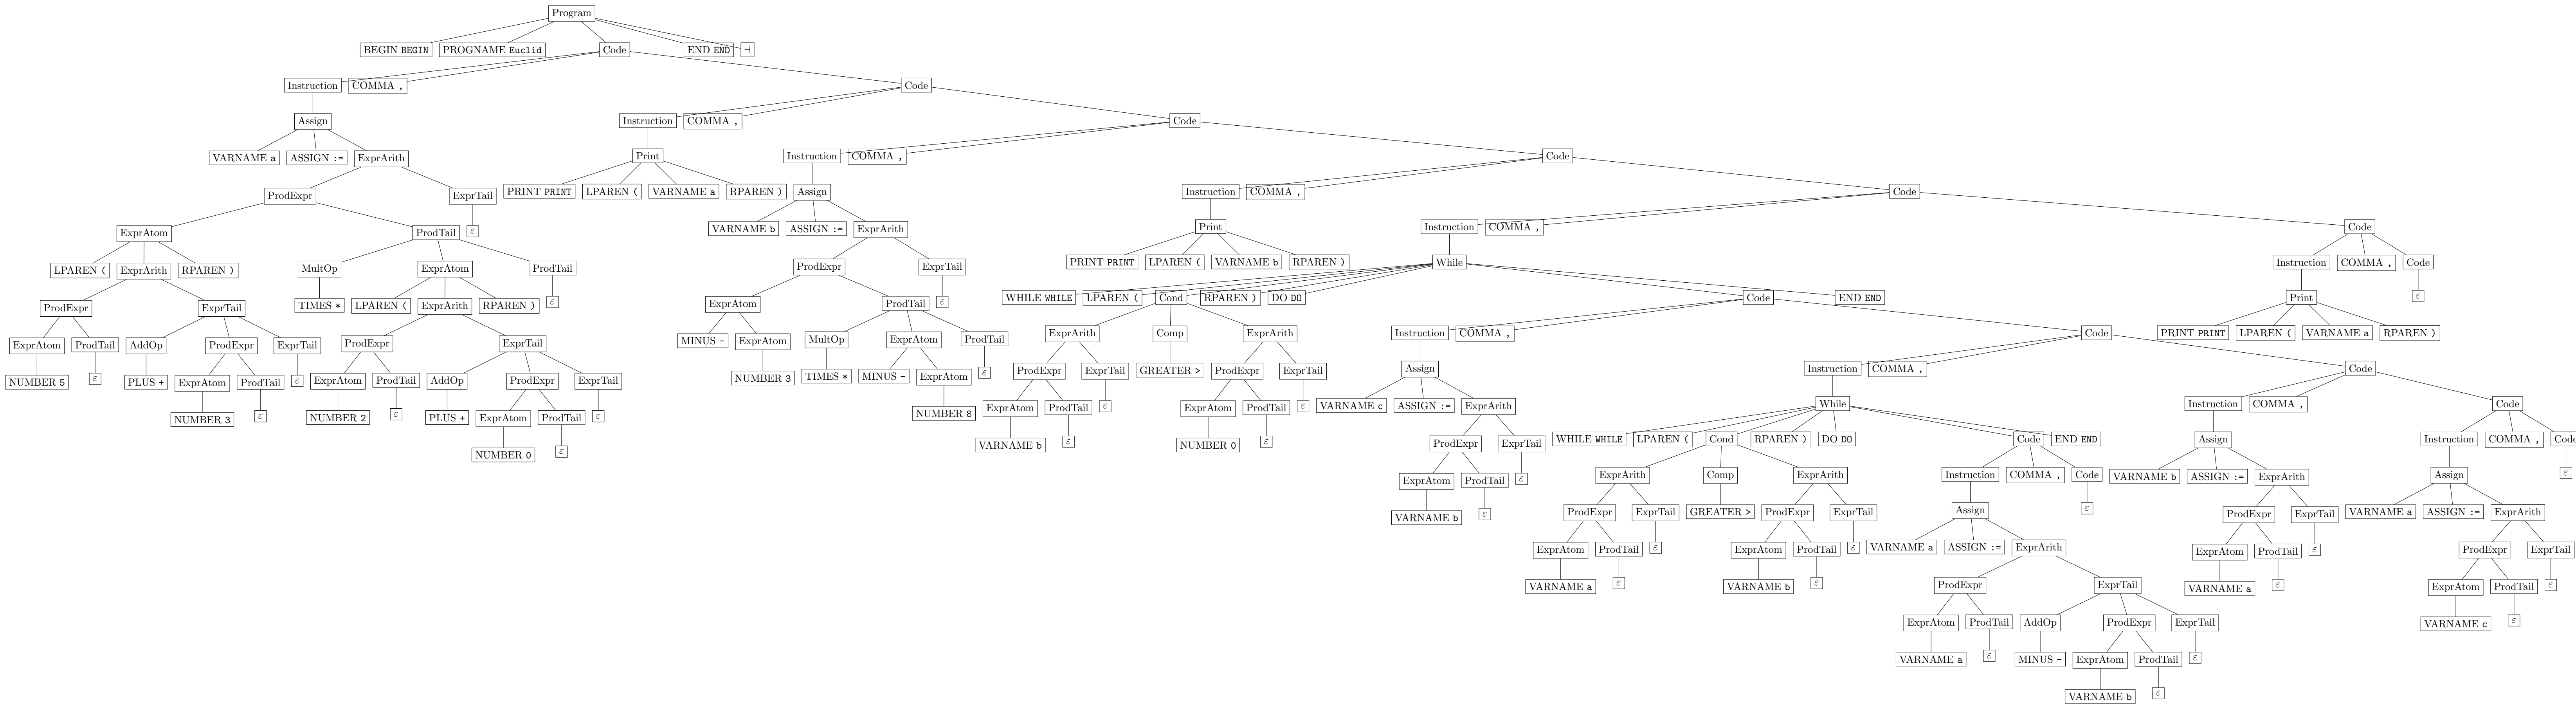 Program
BEGIN BEGIN PROGNAME Euclid Code END END ⊣
Instruction COMMA , Code
Assign Instruction COMMA , Code
VARNAME a ASSIGN := ExprArith Print Instruction COMMA , Code
ProdExpr ExprTail PRINT PRINT LPAREN ( VARNAME a RPAREN ) Assign Instruction COMMA , Code
ExprAtom ProdTail ε VARNAME b ASSIGN := ExprArith Print Instruction COMMA , Code
LPAREN ( ExprArith RPAREN ) MultOp ExprAtom ProdTail ProdExpr ExprTail PRINT PRINT LPAREN ( VARNAME b RPAREN ) While Instruction COMMA , Code
ProdExpr ExprTail TIMES * LPAREN ( ExprArith RPAREN ) ε ExprAtom ProdTail ε WHILE WHILE LPAREN ( Cond RPAREN ) DO DO Code END END Print ε
ExprAtom ProdTail AddOp ProdExpr ExprTail ProdExpr ExprTail MINUS - ExprAtom MultOp ExprAtom ProdTail ExprArith Comp ExprArith Instruction COMMA , Code PRINT PRINT LPAREN ( VARNAME a RPAREN )
NUMBER 5 ε PLUS + ExprAtom ProdTail ε ExprAtom ProdTail AddOp ProdExpr ExprTail NUMBER 3 TIMES * MINUS - ExprAtom ε ProdExpr ExprTail GREATER > ProdExpr ExprTail Assign Instruction COMMA , Code
NUMBER 3 ε NUMBER 2 ε PLUS + ExprAtom ProdTail ε NUMBER 8 ExprAtom ProdTail ε ExprAtom ProdTail ε VARNAME c ASSIGN := ExprArith While Instruction COMMA , Code
NUMBER 0 ε VARNAME b ε NUMBER 0 ε ProdExpr ExprTail WHILE WHILE LPAREN ( Cond RPAREN ) DO DO Code END END Assign Instruction COMMA , Code
ExprAtom ProdTail ε ExprArith Comp ExprArith Instruction COMMA , Code VARNAME b ASSIGN := ExprArith Assign ε
VARNAME b ε ProdExpr ExprTail GREATER > ProdExpr ExprTail Assign ε ProdExpr ExprTail VARNAME a ASSIGN := ExprArith
ExprAtom ProdTail ε ExprAtom ProdTail ε VARNAME a ASSIGN := ExprArith ExprAtom ProdTail ε ProdExpr ExprTail
VARNAME a ε VARNAME b ε ProdExpr ExprTail VARNAME a ε ExprAtom ProdTail ε
ExprAtom ProdTail AddOp ProdExpr ExprTail VARNAME c ε
VARNAME a ε MINUS - ExprAtom ProdTail ε
VARNAME b ε